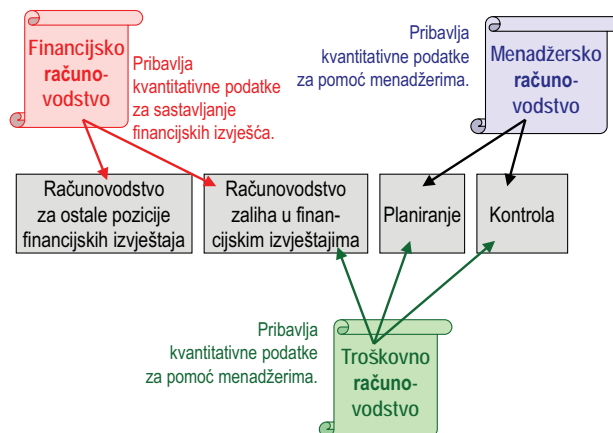 Financijsko
računo-
vodstvo
Pribavlja
kvantitativne podatke
za sastavljanje
financijskih izvješća.
Pribavlja
kvantitativne podatke
za pomoć menadžerima.
Menadžersko
računo-
vodstvo
Računovodstvo
za ostale pozicije
financijskih izvještaja
Računovodstvo
zaliha u finan-
cijskim izvještajima
Planiranje
Kontrola
Pribavlja
kvantitativne podatke
za pomoć menadžerima.
Troškovno
računo-
vodstvo